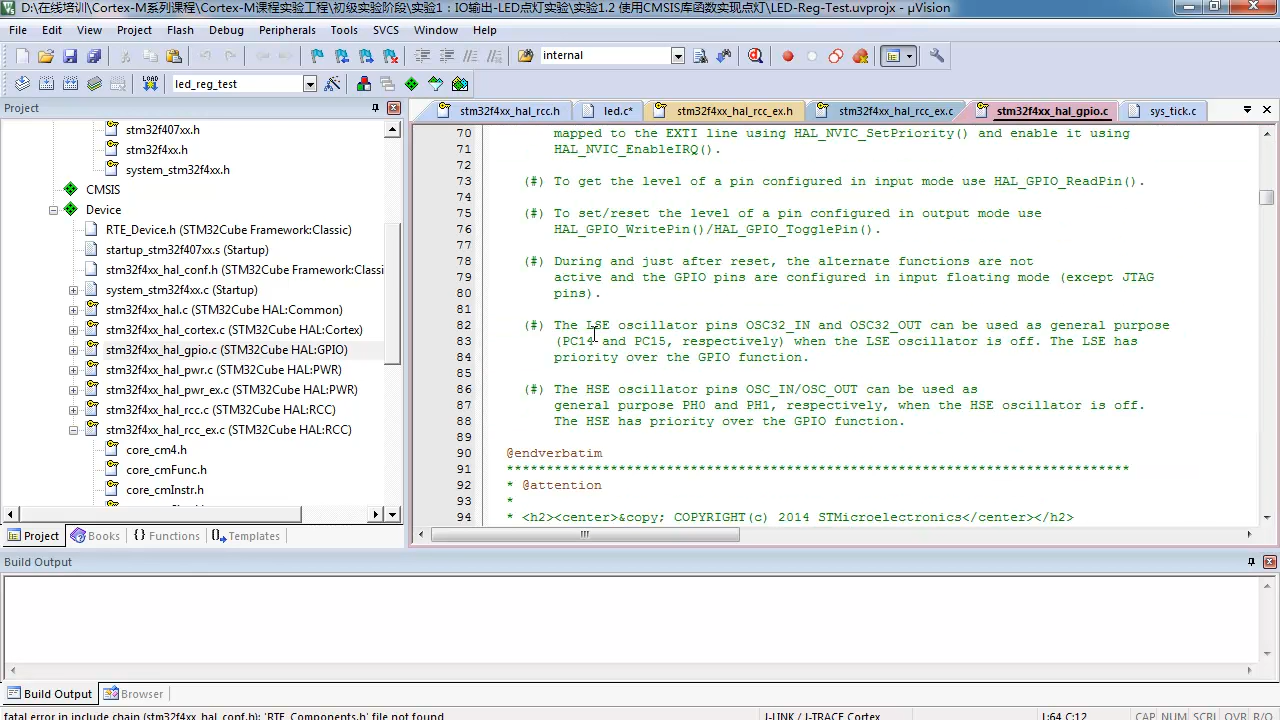 D:\在线培训\Cortex-M系列课程\Cortex-M课程实验工程\初级实验阶段\实验1：IO输出-LED点灯实验\实验1.2 使用CMSIS库函数实现点灯\LED-Reg-Test.uvprojx - µVision
File Edit View Project Flash Debug Peripherals Tools SVCS Window Help
internal
LOAD led_reg_test
Project
stm32f4xx_hal_rcc.h led.c* stm32f4xx_hal_rcc_ex.h stm32f4xx_hal_rcc_ex.c stm32f4xx_hal_gpio.c sys_tick.c
stm32f407xx.h
stm32f4xx.h
system_stm32f4xx.h
CMSIS
Device
RTE_Device.h (STM32Cube Framework:Classic)
startup_stm32f407xx.s (Startup)
stm32f4xx_hal_conf.h (STM32Cube Framework:Classi
system_stm32f4xx.c (Startup)
stm32f4xx_hal.c (STM32Cube HAL:Common)
stm32f4xx_hal_cortex.c (STM32Cube HAL:Cortex)
stm32f4xx_hal_gpio.c (STM32Cube HAL:GPIO)
stm32f4xx_hal_pwr.c (STM32Cube HAL:PWR)
stm32f4xx_hal_pwr_ex.c (STM32Cube HAL:PWR)
stm32f4xx_hal_rcc.c (STM32Cube HAL:RCC)
stm32f4xx_hal_rcc_ex.c (STM32Cube HAL:RCC)
core_cm4.h
core_cmFunc.h
core_cmInstr.h
Project Books Functions Templates
70 mapped to the EXTI line using HAL_NVIC_SetPriority() and enable it using
71 HAL_NVIC_EnableIRQ().
72
73 (#) To get the level of a pin configured in input mode use HAL_GPIO_ReadPin().
74
75 (#) To set/reset the level of a pin configured in output mode use
76 HAL_GPIO_WritePin()/HAL_GPIO_TogglePin().
77
78 (#) During and just after reset, the alternate functions are not
79 active and the GPIO pins are configured in input floating mode (except JTAG
80 pins).
81
82 (#) The LSE oscillator pins OSC32_IN and OSC32_OUT can be used as general purpose
83 (PC14 and PC15, respectively) when the LSE oscillator is off. The LSE has
84 priority over the GPIO function.
85
86 (#) The HSE oscillator pins OSC_IN/OSC_OUT can be used as
87 general purpose PH0 and PH1, respectively, when the HSE oscillator is off.
88 The HSE has priority over the GPIO function.
89
90 @endverbatim
91 ******************************************************************************
92 * @attention
93 *
94 * <h2><center>&copy; COPYRIGHT(c) 2014 STMicroelectronics</center></h2>
Build Output
Build Output Browser
fatal error in include chain (stm32f4xx_hal_conf.h): 'RTE_Components.h' file not found J-LINK / J-TRACE Cortex L:64 C:12 CAP NUM SCRL OVR R/O